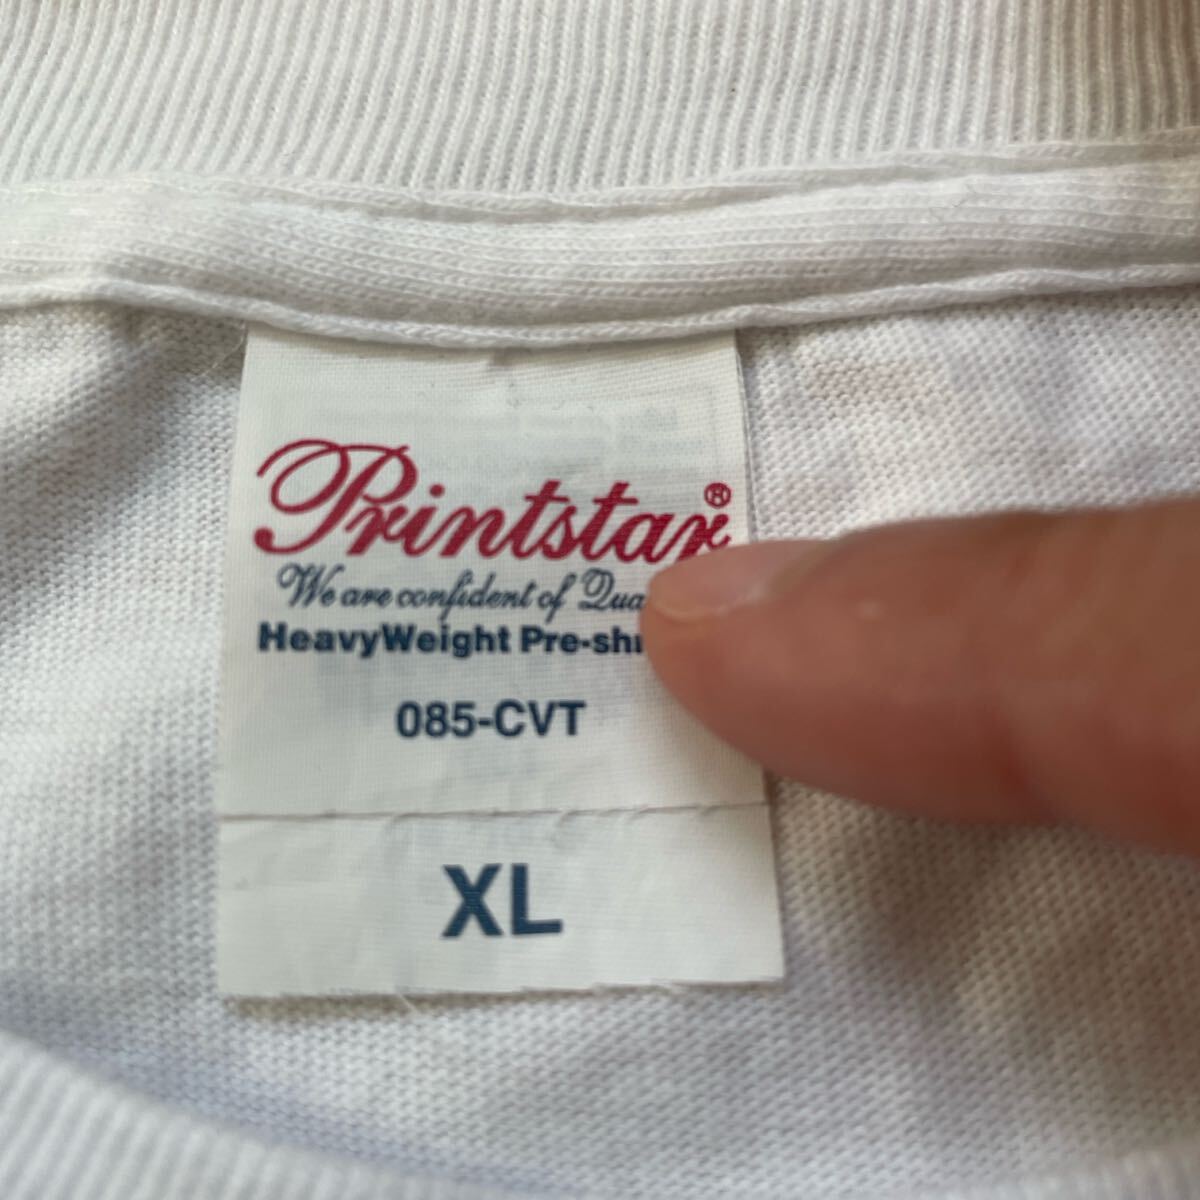 Printstar®
We are confident of
HeavyWeight
085-CVT
XL